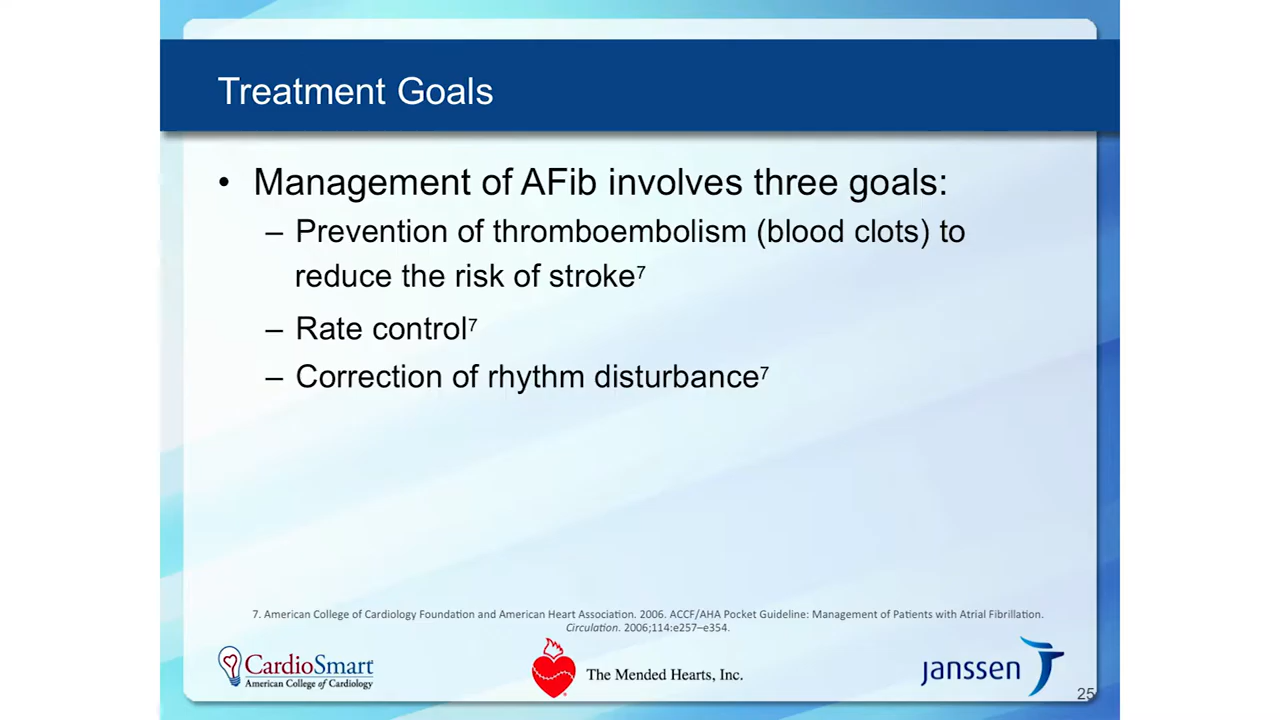 Treatment Goals
• Management of AFib involves three goals:
– Prevention of thromboembolism (blood clots) to
reduce the risk of stroke⁷
– Rate control⁷
– Correction of rhythm disturbance⁷
7. American College of Cardiology Foundation and American Heart Association. 2006. ACCF/AHA Pocket Guideline: Management of Patients with Atrial Fibrillation.
Circulation. 2006;114:e257–e354.
CardioSmart
American College of Cardiology
The Mended Hearts, Inc.
janssen
25